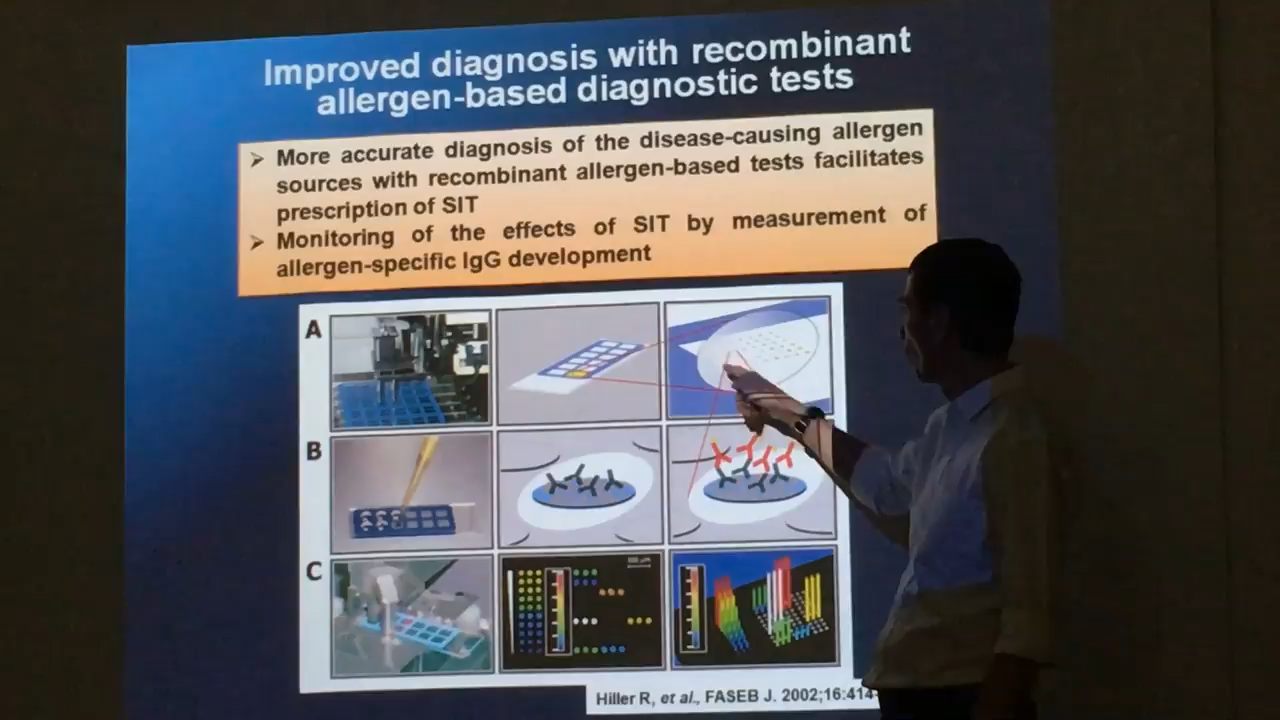 Improved diagnosis with recombinant
allergen-based diagnostic tests
➢ More accurate diagnosis of the disease-causing allergen
sources with recombinant allergen-based tests facilitates
prescription of SIT
➢ Monitoring of the effects of SIT by measurement of
allergen-specific IgG development
A
B
C
Hiller R, et al., FASEB J. 2002;16:414-